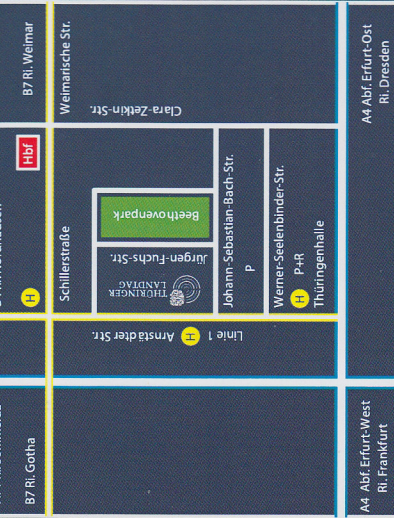 B7 Ri. Weimar
Weimarische Str.
Clara-Zetkin-Str.
A4 Abf. Erfurt-Ost
Ri. Dresden
Hbf
H
Schillerstraße
Beethovenpark
Jürgen-Fuchs-Str.
THÜRINGER
LANDTAG
Johann-Sebastian-Bach-Str.
P
Werner-Seelenbinder-Str.
H
P+R
Thüringenhalle
Linie 1 H Arnstädter Str.
B7 Ri. Gotha
A4 Abf. Erfurt-West
Ri. Frankfurt